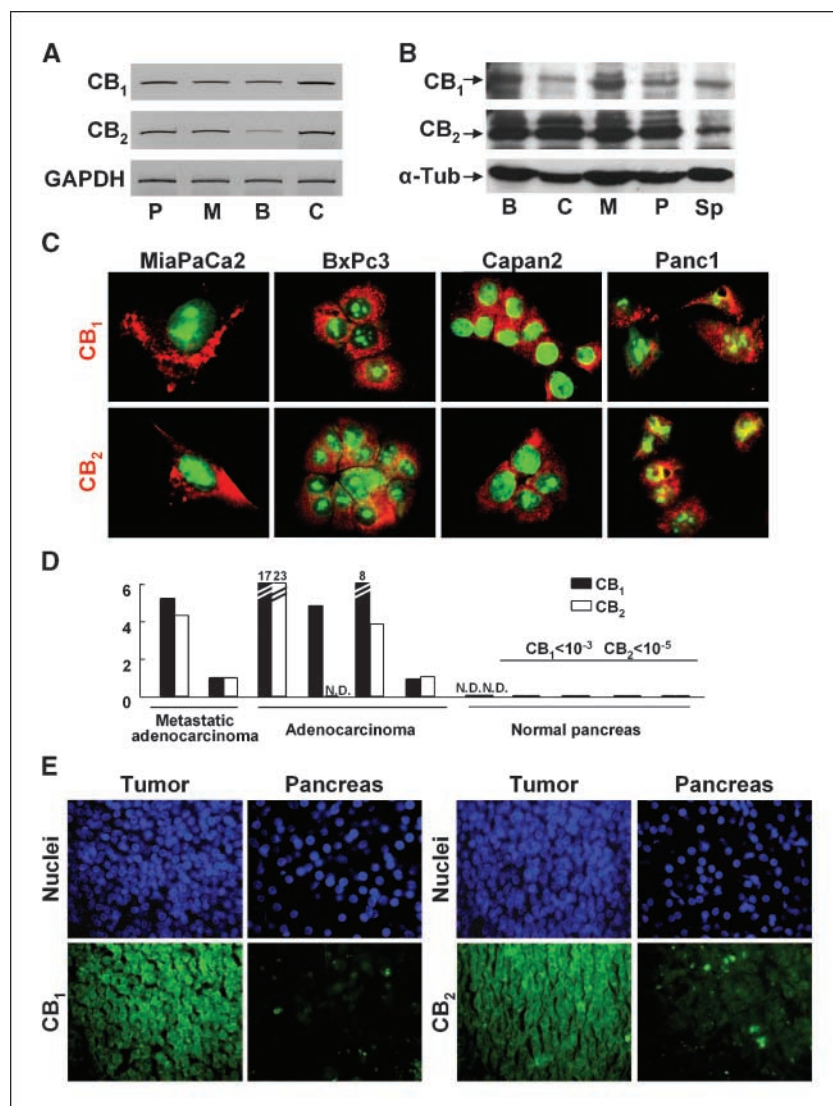 A
CB1
CB2
GAPDH
P M B C
B
CB1
CB2
α-Tub
B C M P Sp
C
MiaPaCa2 BxPc3 Capan2 Panc1
CB1
CB2
D
6
4
2
0
17 23
N.D.
8
CB1
CB2
CB1<10-3 CB2<10-5
N.D.N.D.
Metastatic
adenocarcinoma
Adenocarcinoma
Normal pancreas
E
Tumor Pancreas Tumor Pancreas
Nuclei
Nuclei
CB1
CB2